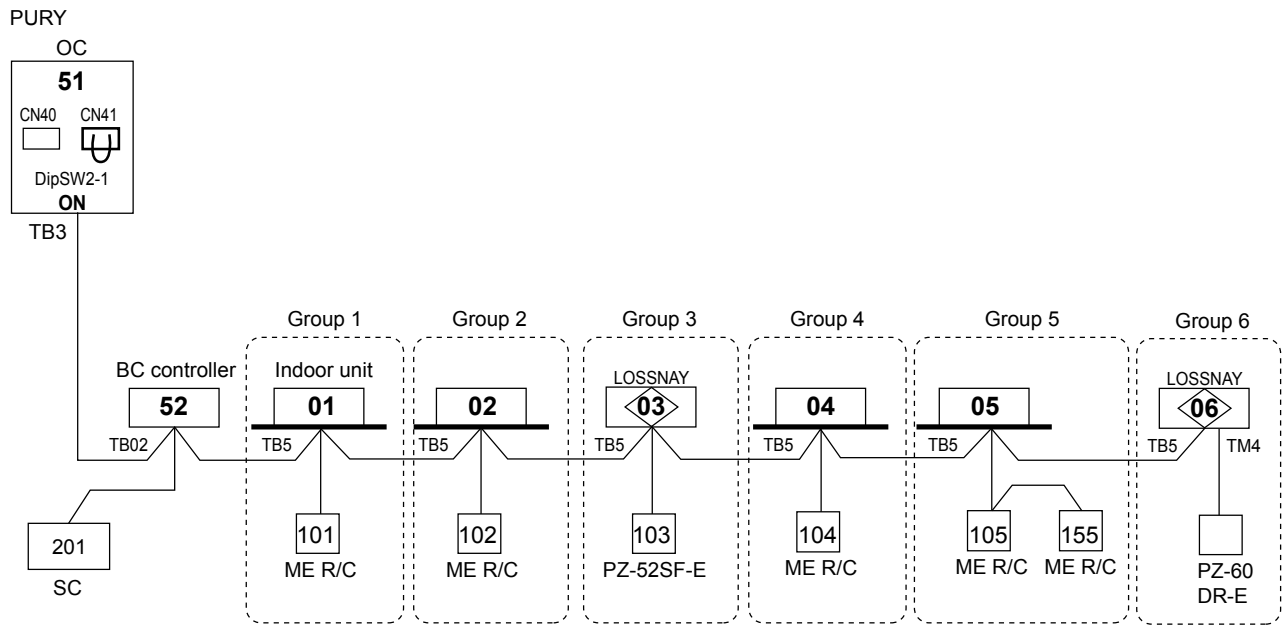 PURY
OC
51
CN40 CN41
DipSW2-1
ON
TB3
Group 1 Group 2 Group 3 Group 4 Group 5 Group 6
BC controller Indoor unit LOSSNAY LOSSNAY
52 01 02 03 04 05 06
TB02 TB5 TB5 TB5 TB5 TB5 TB5 TM4
201 101 102 103 104 105 155
SC ME R/C ME R/C PZ-52SF-E ME R/C ME R/C ME R/C PZ-60
DR-E